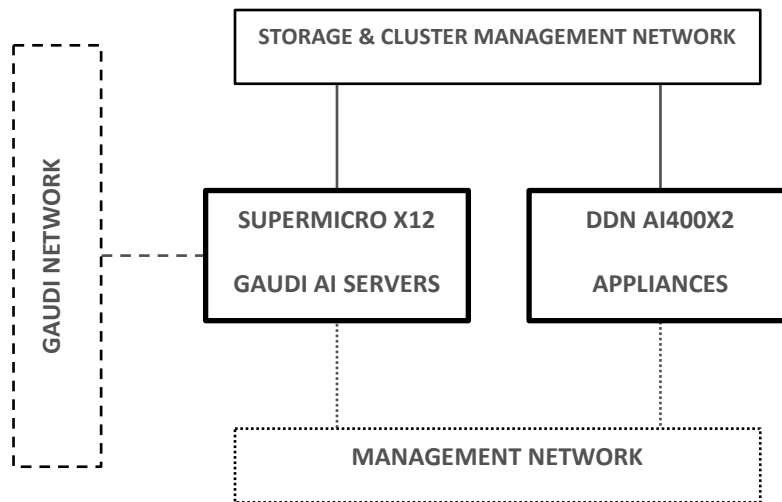 STORAGE & CLUSTER MANAGEMENT NETWORK
GAUDI NETWORK
SUPERMICRO X12
GAUDI AI SERVERS
DDN AI400X2
APPLIANCES
MANAGEMENT NETWORK